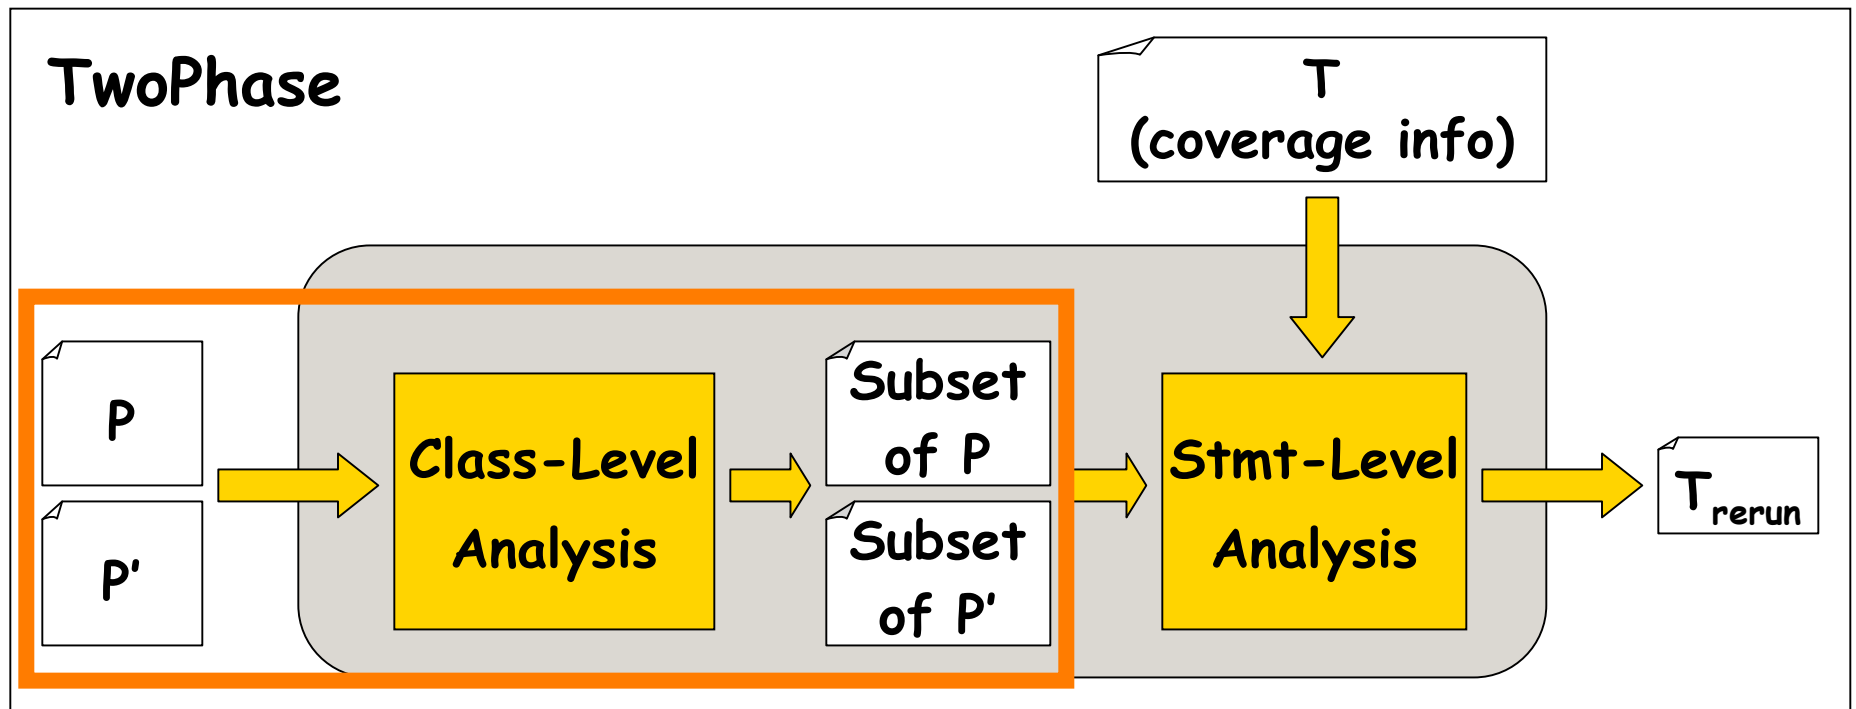 TwoPhase
T
(coverage info)
P
P'
Class-Level
Analysis
Subset
of P
Subset
of P'
Stmt-Level
Analysis
Trerun